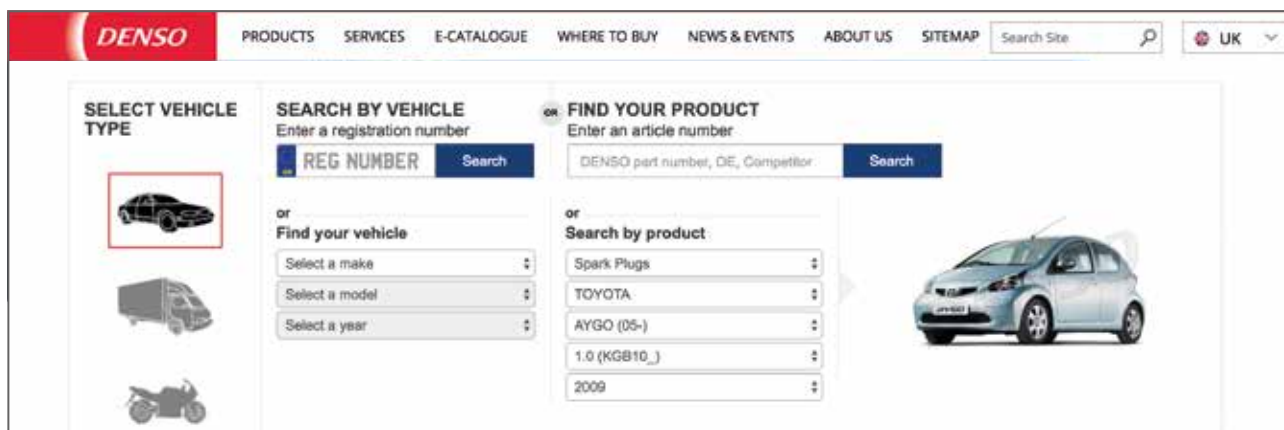 DENSO
PRODUCTS SERVICES E-CATALOGUE WHERE TO BUY NEWS & EVENTS ABOUT US SITEMAP Search Site UK
SELECT VEHICLE
TYPE
SEARCH BY VEHICLE
Enter a registration number
REG NUMBER Search
or
Find your vehicle
Select a make
Select a model
Select a year
OR
FIND YOUR PRODUCT
Enter an article number
DENSO part number, OE, Competitor Search
or
Search by product
Spark Plugs
TOYOTA
AYGO (05-)
1.0 (KGB10_)
2009
AYGO